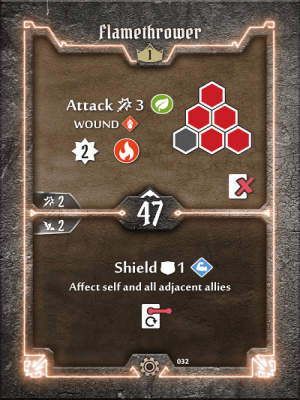 Flamethrower
1
Attack 3
WOUND
2
2
47
2
Shield 1
Affect self and all adjacent allies
032